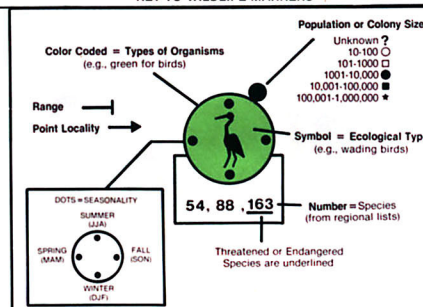 Color Coded = Types of Organisms
(e.g., green for birds)
Population or Colony Size
Unknown ?
10-100 ○
101-1000 □
1001-10,000 ●
10,001-100,000 ■
100,001-1,000,000 ★
Range
Point Locality
Symbol = Ecological Typ
(e.g., wading birds)
54, 88, 163
Number = Species
(from regional lists)
Threatened or Endangered
Species are underlined
DOTS = SEASONALITY
SUMMER
(JJA)
SPRING
(MAM)
FALL
(SON)
WINTER
(DJF)